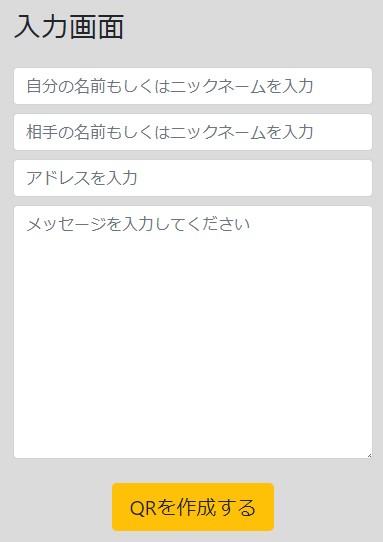 入力画面
自分の名前もしくはニックネームを入力
相手の名前もしくはニックネームを入力
アドレスを入力
メッセージを入力してください
QRを作成する